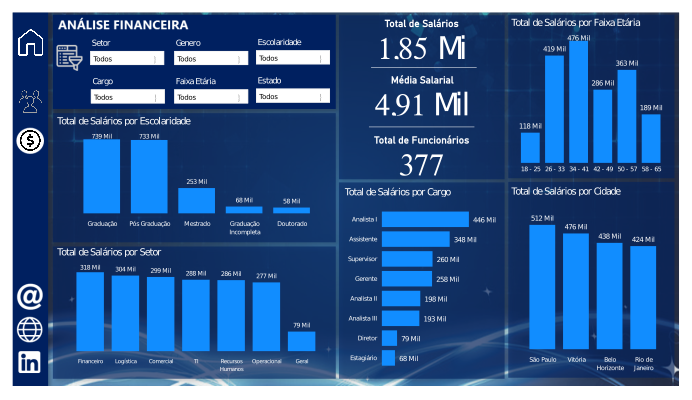 ANÁLISE FINANCEIRA
Setor
Genero
Escolaridade
Todos
Todos
Todos
Cargo
Faixa Etária
Estado
Todos
Todos
Todos
Total de Salários
1.85 Mi
Média Salarial
4.91 Mil
Total de Funcionários
377
Total de Salários por Faixa Etária
118 Mil
419 Mil
476 Mil
286 Mil
363 Mil
189 Mil
18 - 25
26 - 33
34 - 41
42 - 49
50 - 57
58 - 65
Total de Salários por Escolaridade
739 Mil
733 Mil
253 Mil
68 Mil
58 Mil
Graduação
Pós Graduação
Mestrado
Graduação
Incompleta
Doutorado
Total de Salários por Setor
318 Mil
304 Mil
299 Mil
288 Mil
286 Mil
277 Mil
79 Mil
Financeiro
Logística
Comercial
TI
Recursos
Humanos
Operacional
Geral
Total de Salários por Cargo
Analista I
446 Mil
Assistente
348 Mil
Supervisor
260 Mil
Gerente
258 Mil
Analista II
198 Mil
Analista III
193 Mil
Diretor
79 Mil
Estagiário
68 Mil
Total de Salários por Cidade
512 Mil
476 Mil
438 Mil
424 Mil
São Paulo
Vitória
Belo
Horizonte
Rio de
Janeiro
$
@
in